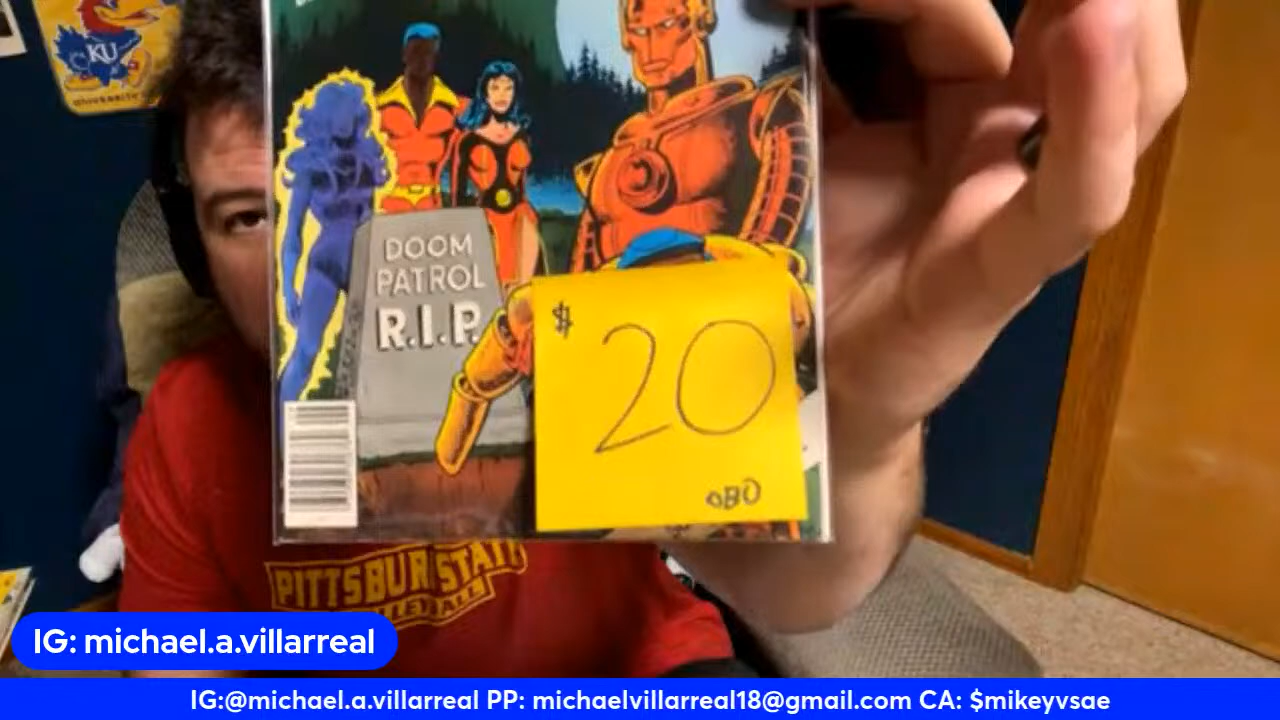 KU
DOOM
PATROL
R.I.P.
$
20
OBO
PITTSBURG STATE
VOLLEYBALL
IG: michael.a.villarreal
IG:@michael.a.villarreal PP: michaelvillarreal18@gmail.com CA: $mikeyvsae